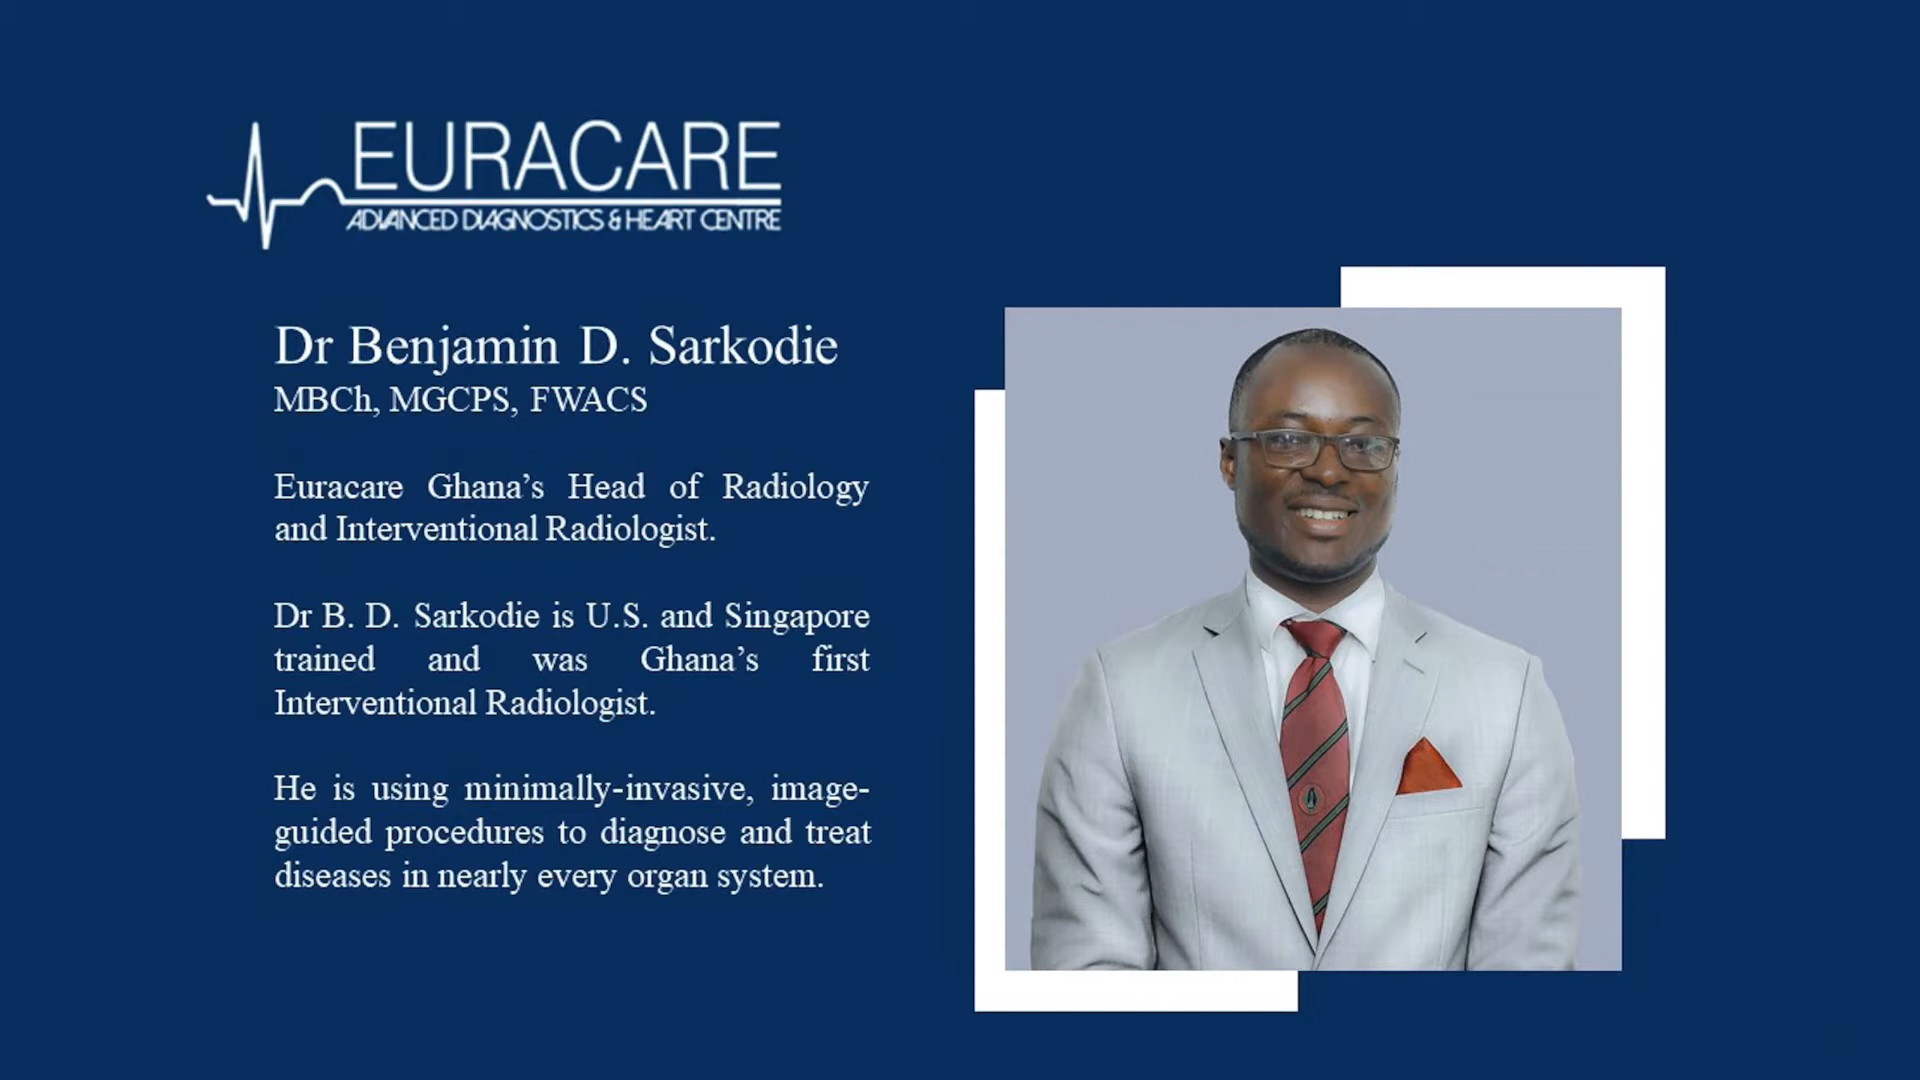 EURACARE
ADVANCED DIAGNOSTICS & HEART CENTRE
Dr Benjamin D. Sarkodie
MBCh, MGCPS, FWACS
Euracare Ghana’s Head of Radiology
and Interventional Radiologist.
Dr B. D. Sarkodie is U.S. and Singapore
trained and was Ghana’s first
Interventional Radiologist.
He is using minimally-invasive, image-
guided procedures to diagnose and treat
diseases in nearly every organ system.